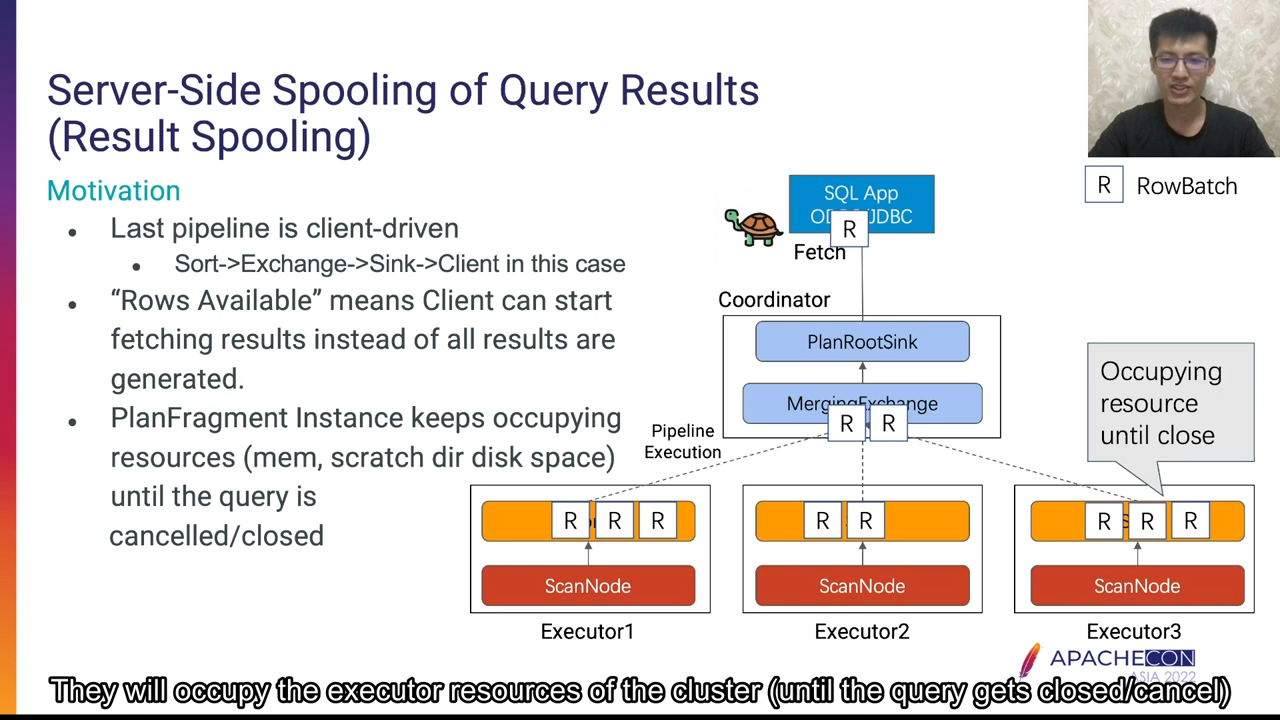 Server-Side Spooling of Query Results
(Result Spooling)
Motivation
Last pipeline is client-driven
Sort->Exchange->Sink->Client in this case
“Rows Available” means Client can start
fetching results instead of all results are
generated.
PlanFragment Instance keeps occupying
resources (mem, scratch dir disk space)
until the query is
cancelled/closed
R RowBatch
SQL App
R
Fetch
Coordinator
PlanRootSink
MergingExchange
R R
Pipeline
Execution
Occupying
resource
until close
R R R
R R
R R R
ScanNode
ScanNode
ScanNode
Executor1
Executor2
Executor3
APACHECON
ASIA 2022
They will occupy the executor resources of the cluster (until the query gets closed/cancel)